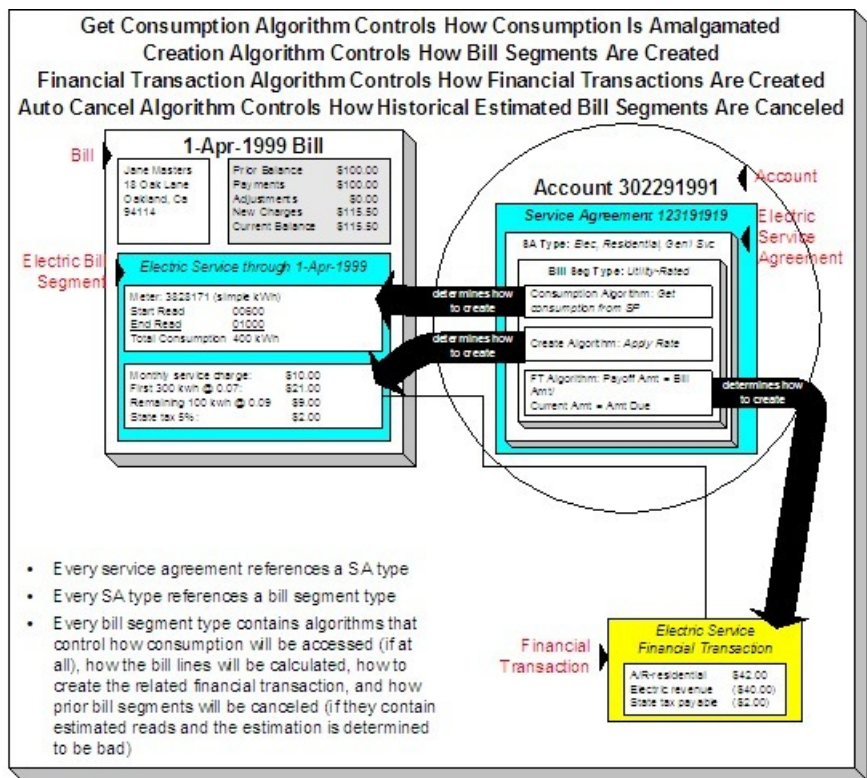 Get Consumption Algorithm Controls How Consumption Is Amalgamated
Creation Algorithm Controls How Bill Segments Are Created
Financial Transaction Algorithm Controls How Financial Transactions Are Created
Auto Cancel Algorithm Controls How Historical Estimated Bill Segments Are Canceled
Bill
1-Apr-1999 Bill
Jane Masters
18 Oak Lane
Oakland, Ca
94114
Prior Balance $100.00
Payments $100.00
Adjustments $0.00
New Charges $115.50
Current Balance $115.50
Electric Bill
Segment
Electric Service through 1-Apr-1999
Meter: 3828171 (simple kWh)
Start Read 00600
End Read 01000
Total Consumption 400 kWh
Monthly service charge: $10.00
First 300 kwh @ 0.07: $21.00
Remaining 100 kwh @ 0.09 $9.00
State tax 5%: $2.00
Account
Account 302291991
Service Agreement 123191919
Electric
Service
Agreement
SA Type: Elec, Residential, Gen'l Svc
Bill Seg Type: Utility-Rated
determines how
to create
Consumption Algorithm: Get
consumption from SP
determines how
to create
Create Algorithm: Apply Rate
FT Algorithm: Payoff Amt = Bill
Amt/
Current Amt = Amt Due
determines how
to create
• Every service agreement references a SA type
• Every SA type references a bill segment type
• Every bill segment type contains algorithms that
control how consumption will be accessed (if at
all), how the bill lines will be calculated, how to
create the related financial transaction, and how
prior bill segments will be canceled (if they contain
estimated reads and the estimation is determined
to be bad)
Financial
Transaction
Electric Service
Financial Transaction
A/R-residential $42.00
Electric revenue ($40.00)
State tax payable ($2.00)